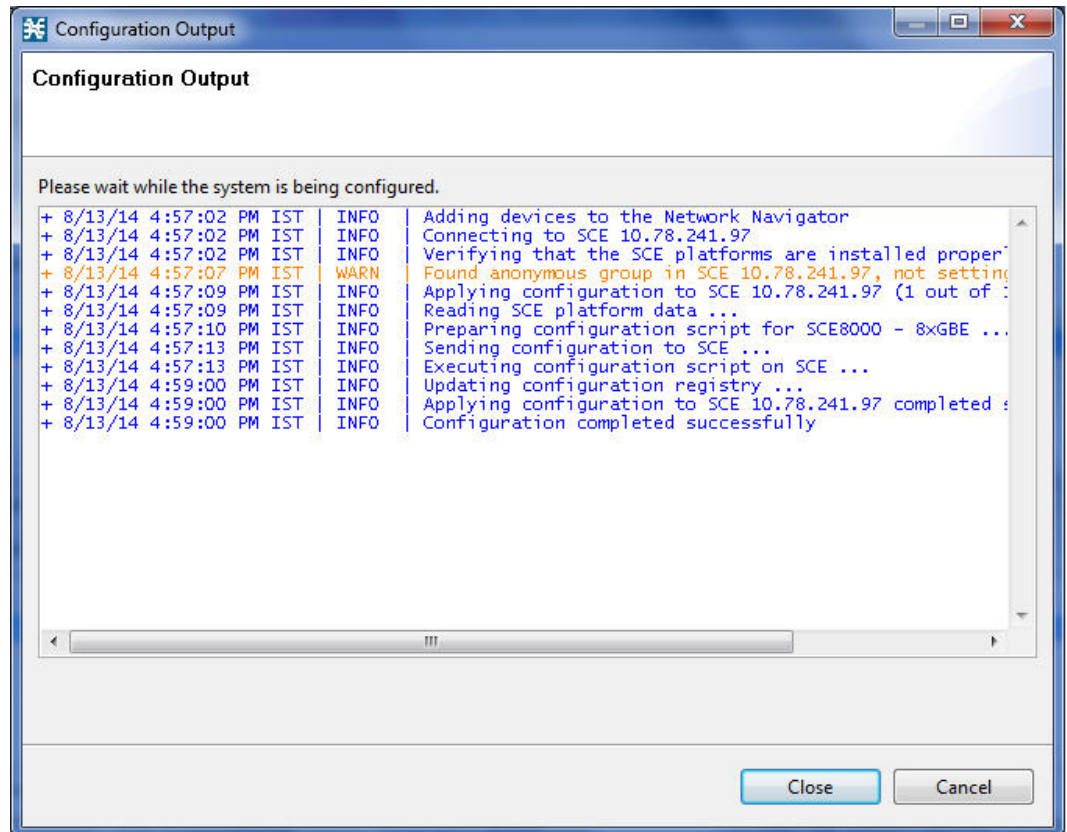 Configuration Output
Configuration Output
Please wait while the system is being configured.
+ 8/13/14 4:57:02 PM IST | INFO | Adding devices to the Network Navigator
+ 8/13/14 4:57:02 PM IST | INFO | Connecting to SCE 10.78.241.97
+ 8/13/14 4:57:02 PM IST | INFO | Verifying that the SCE platforms are installed proper
+ 8/13/14 4:57:07 PM IST | WARN | Found anonymous group in SCE 10.78.241.97, not setting
+ 8/13/14 4:57:09 PM IST | INFO | Applying configuration to SCE 10.78.241.97 (1 out of
+ 8/13/14 4:57:09 PM IST | INFO | Reading SCE platform data ...
+ 8/13/14 4:57:10 PM IST | INFO | Preparing configuration script for SCE8000 - 8xGBE ...
+ 8/13/14 4:57:13 PM IST | INFO | Sending configuration to SCE ...
+ 8/13/14 4:57:13 PM IST | INFO | Executing configuration script on SCE ...
+ 8/13/14 4:59:00 PM IST | INFO | Updating configuration registry ...
+ 8/13/14 4:59:00 PM IST | INFO | Applying configuration to SCE 10.78.241.97 completed
+ 8/13/14 4:59:00 PM IST | INFO | Configuration completed successfully
Close Cancel